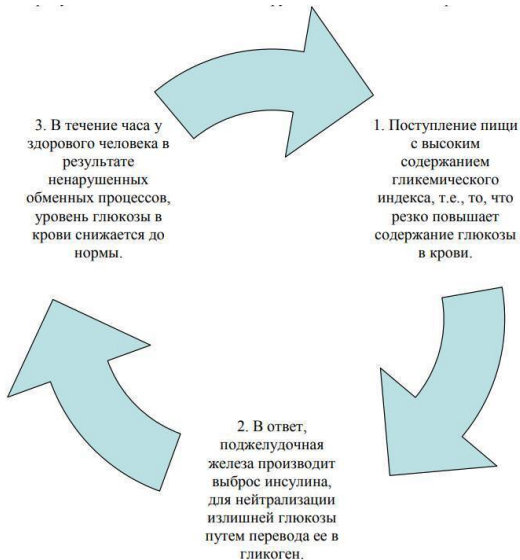 1. Поступление пищи
с высоким
содержанием
гликемического
индекса, т.е., то, что
резко повышает
содержание глюкозы
в крови.
2. В ответ,
поджелудочная
железа производит
выброс инсулина,
для нейтрализации
излишней глюкозы
путем перевода ее в
гликоген.
3. В течение часа у
здорового человека в
результате
ненарушенных
обменных процессов,
уровень глюкозы в
крови снижается до
нормы.